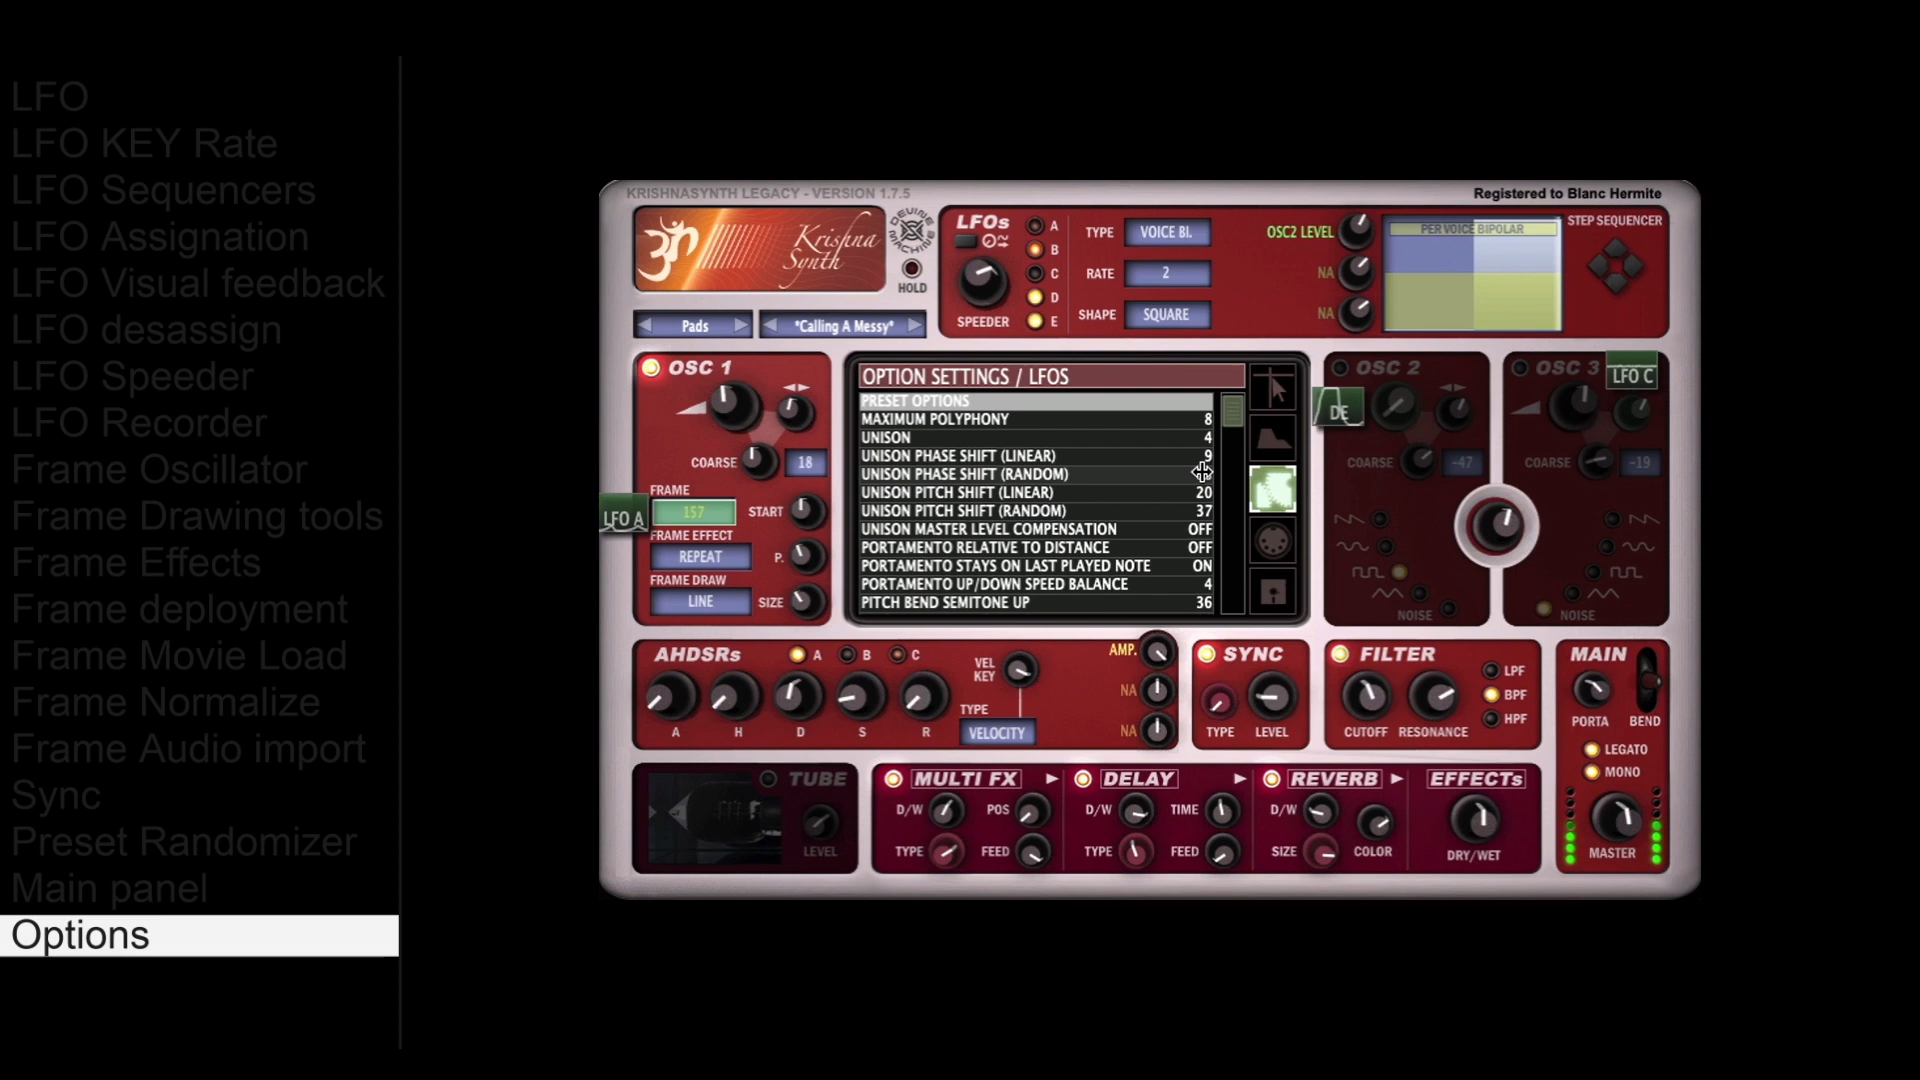 LFO
LFO KEY Rate
LFO Sequencers
LFO Assignation
LFO Visual feedback
LFO desassign
LFO Speeder
LFO Recorder
Frame Oscillator
Frame Drawing tools
Frame Effects
Frame deployment
Frame Movie Load
Frame Normalize
Frame Audio import
Sync
Preset Randomizer
Main panel
Options
KRISHNASYNTH LEGACY - VERSION 1.7.5
Registered to Blanc Hermite
Krishna
Synth
DEVINE MACHINE
HOLD
Pads
*Calling A Messy*
LFOs
A
B
C
D
E
SPEEDER
TYPE
VOICE BI.
RATE
2
SHAPE
SQUARE
OSC2 LEVEL
NA
NA
PER VOICE BIPOLAR
STEP SEQUENCER
OSC 1
COARSE
18
LFO A
FRAME
157
START
FRAME EFFECT
REPEAT
P.
FRAME DRAW
LINE
SIZE
OPTION SETTINGS / LFOS
PRESET OPTIONS
MAXIMUM POLYPHONY 8
UNISON 4
UNISON PHASE SHIFT (LINEAR) 9
UNISON PHASE SHIFT (RANDOM)
UNISON PITCH SHIFT (LINEAR) 20
UNISON PITCH SHIFT (RANDOM) 37
UNISON MASTER LEVEL COMPENSATION OFF
PORTAMENTO RELATIVE TO DISTANCE OFF
PORTAMENTO STAYS ON LAST PLAYED NOTE ON
PORTAMENTO UP/DOWN SPEED BALANCE 4
PITCH BEND SEMITONE UP 36
OSC 2
DE
COARSE
-47
NOISE
OSC 3
LFO C
COARSE
-19
NOISE
AHDSRs
A
B
C
A
H
D
S
R
VEL
KEY
TYPE
VELOCITY
AMP.
NA
NA
SYNC
TYPE
LEVEL
FILTER
LPF
BPF
HPF
CUTOFF
RESONANCE
MAIN
PORTA
BEND
LEGATO
MONO
MASTER
TUBE
LEVEL
MULTI FX
D/W
POS
TYPE
FEED
DELAY
D/W
TIME
TYPE
FEED
REVERB
D/W
SIZE
COLOR
EFFECTs
DRY/WET